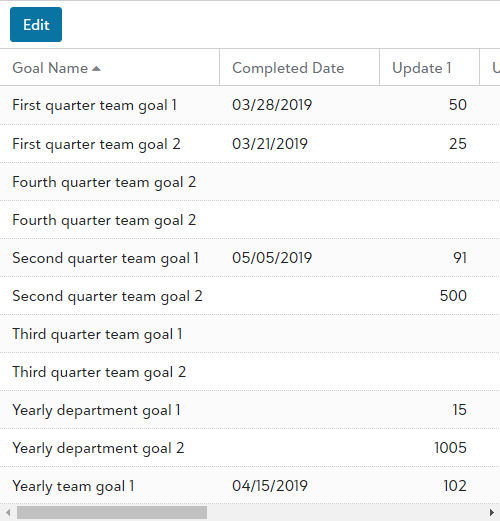 Edit
Goal Name Completed Date Update 1 U
First quarter team goal 1 03/28/2019 50
First quarter team goal 2 03/21/2019 25
Fourth quarter team goal 2
Fourth quarter team goal 2
Second quarter team goal 1 05/05/2019 91
Second quarter team goal 2 500
Third quarter team goal 1
Third quarter team goal 2
Yearly department goal 1 15
Yearly department goal 2 1005
Yearly team goal 1 04/15/2019 102